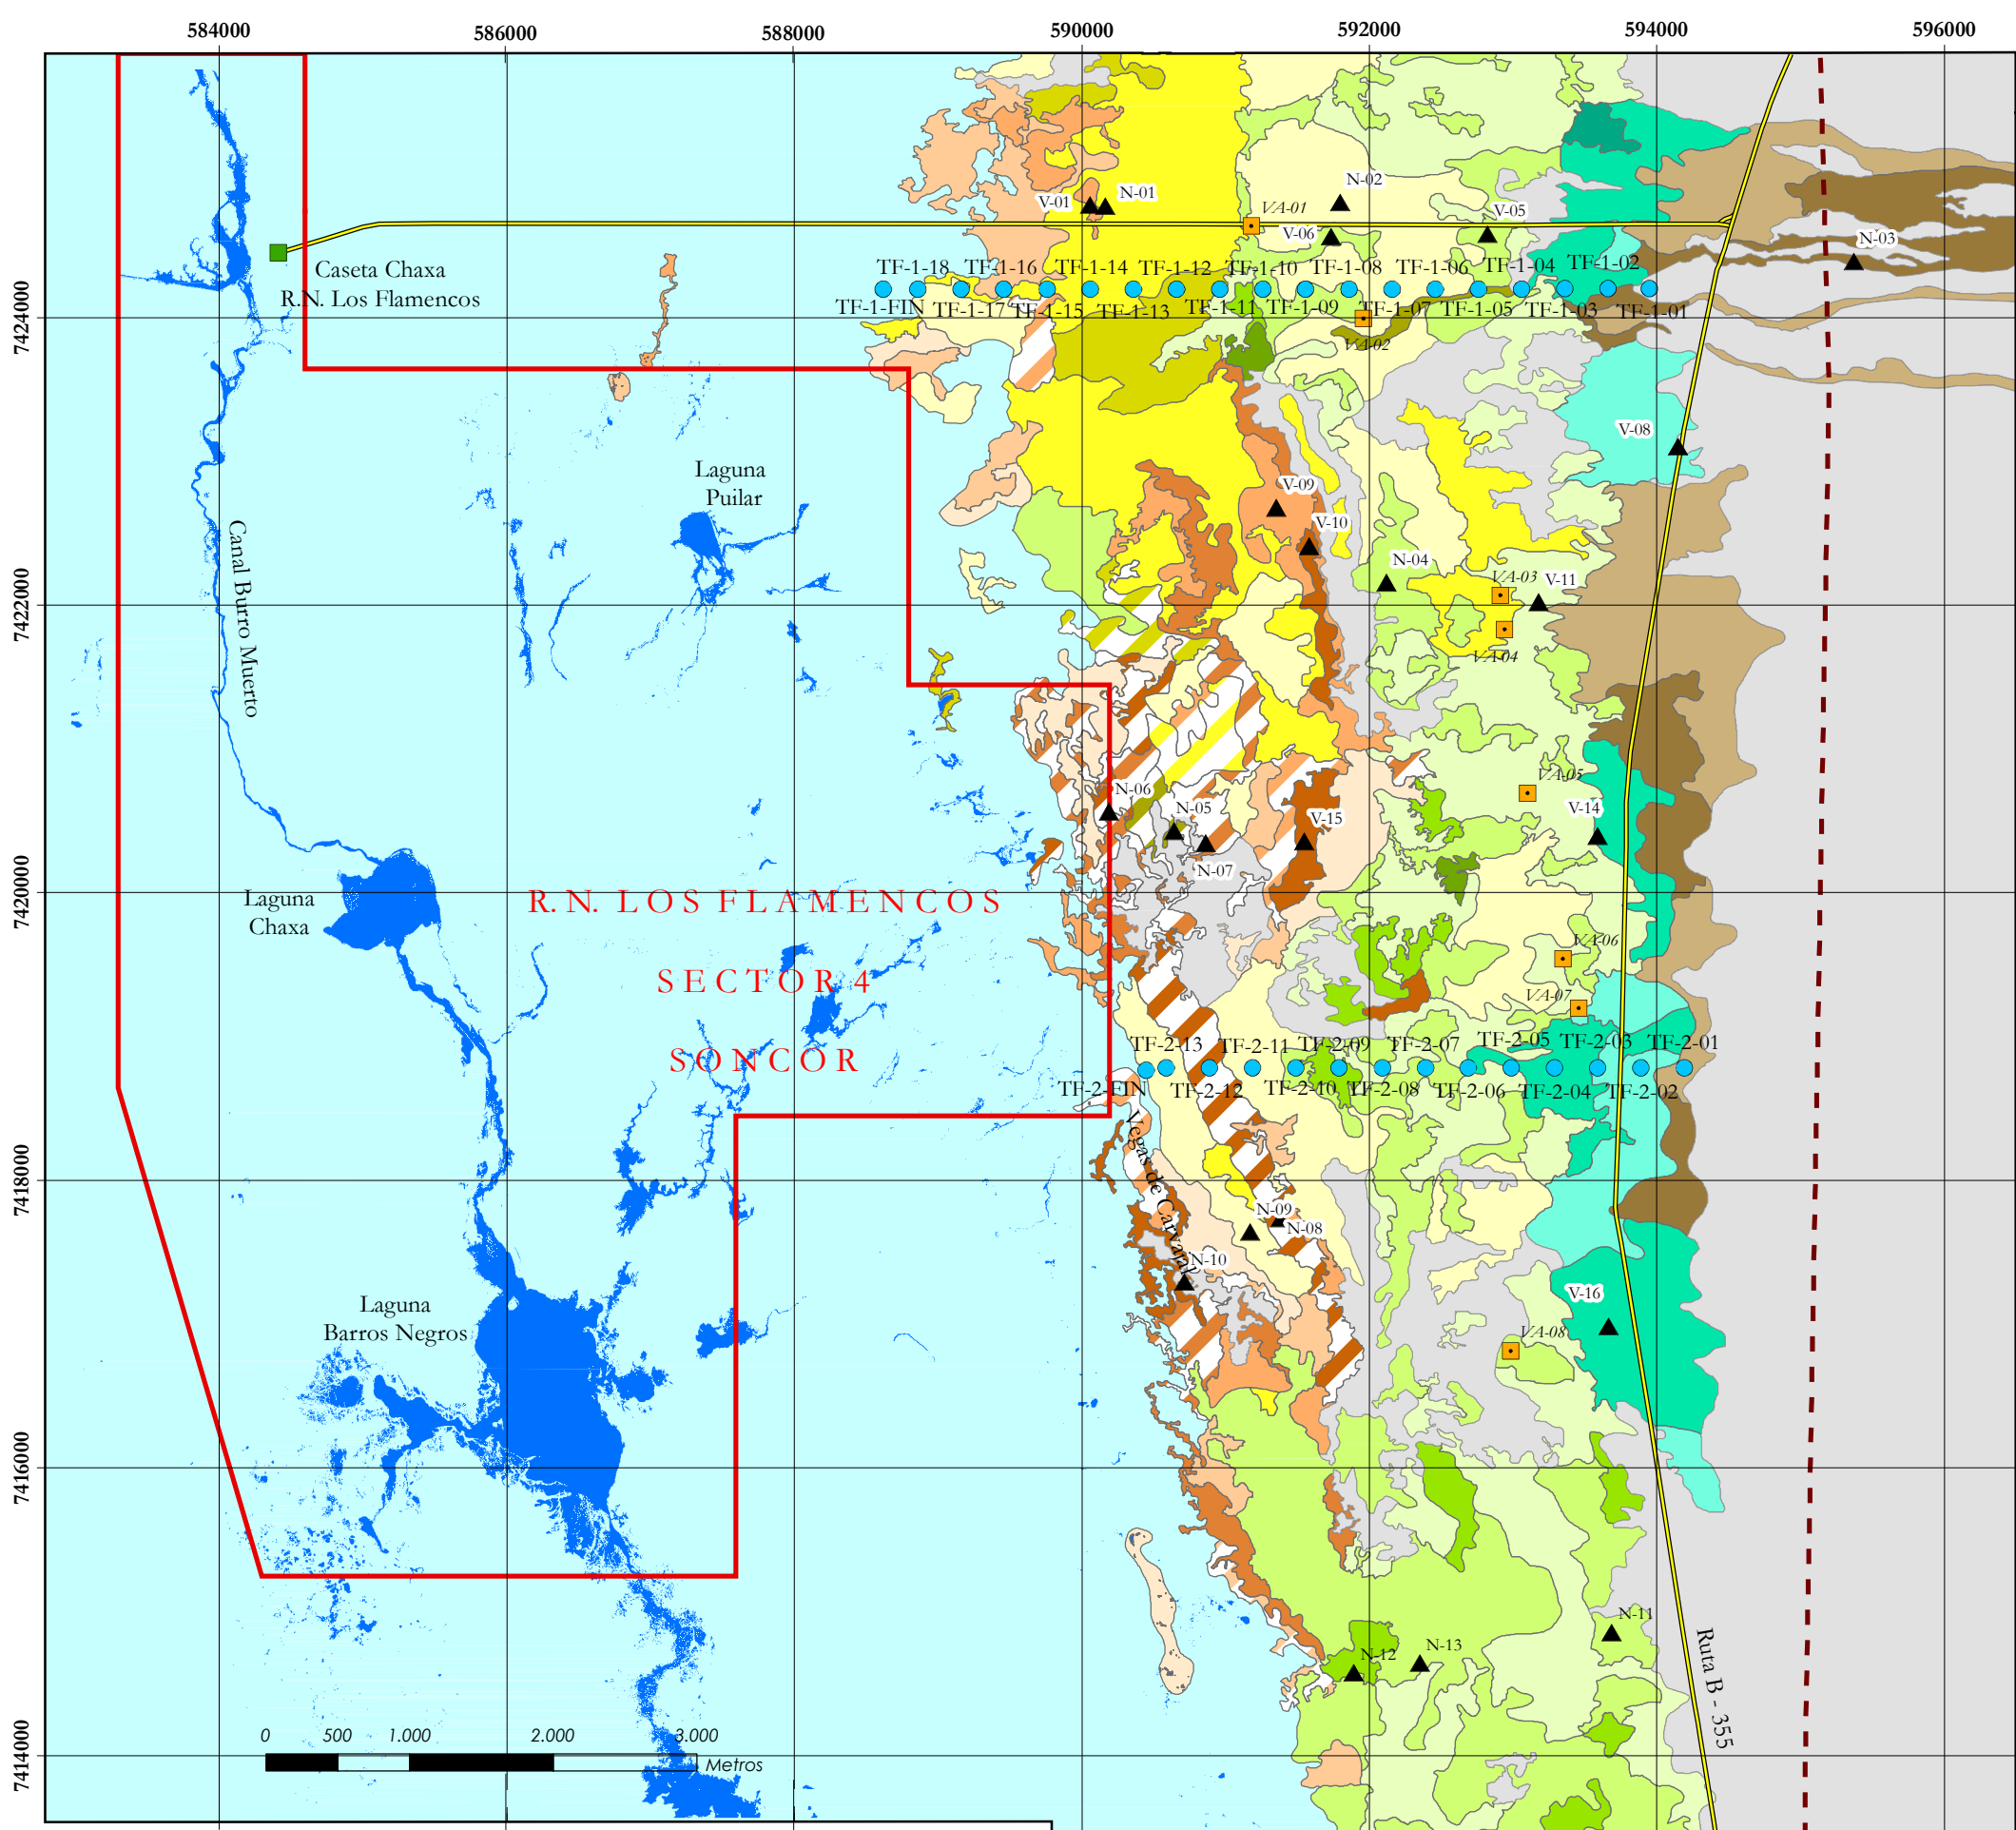 584000 586000 588000 590000 592000 594000 596000
7424000
7422000
7420000
7418000
7416000
7414000
N-02
V-01
N-01
VA-01
V-05
V-06
N-03
Caseta Chaxa
R.N. Los Flamencos
TF-1-18 TF-1-16 TF-1-14 TF-1-12 TF-1-10 TF-1-08 TF-1-06 TF-1-04 TF-1-02
TF-1-FIN TF-1-17 TF-1-15 TF-1-13 TF-1-11 TF-1-09 TF-1-07 TF-1-05 TF-1-03 TF-1-01
VA-02
V-08
Laguna
Puilar
V-09
V-10
Canal Burro Muerto
N-04
VA-03
V-11
VA-04
VA-05
N-06
N-05
V-15
V-14
N-07
Laguna
Chaxa
R. N. LOS FLAMENCOS
SECTOR 4
SONCOR
VA-06
VA-07
TF-2-13 TF-2-11 TF-2-09 TF-2-07 TF-2-05 TF-2-03 TF-2-01
TF-2-FIN TF-2-12 TF-2-10 TF-2-08 TF-2-06 TF-2-04 TF-2-02
Vegas de Carvajal
N-09
N-08
N-10
V-16
VA-08
Laguna
Barros Negros
N-11
N-13
N-12
Ruta B - 355
0 500 1.000 2.000 3.000
Metros